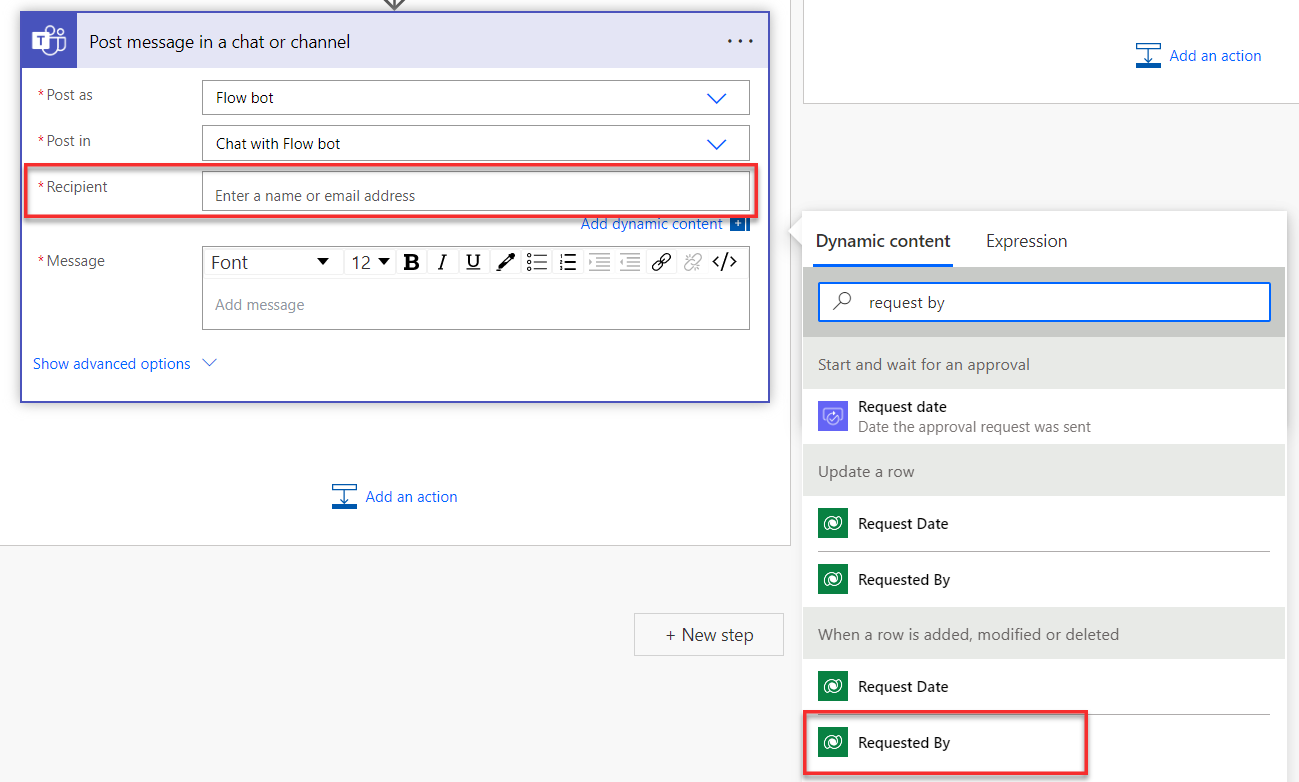 Post message in a chat or channel
* Post as
Flow bot
* Post in
Chat with Flow bot
* Recipient
Enter a name or email address
Add dynamic content
* Message
Font
12
B I U
Add message
Show advanced options
Add an action
+ New step
Add an action
Dynamic content
Expression
request by
Start and wait for an approval
Request date
Date the approval request was sent
Update a row
Request Date
Requested By
When a row is added, modified or deleted
Request Date
Requested By